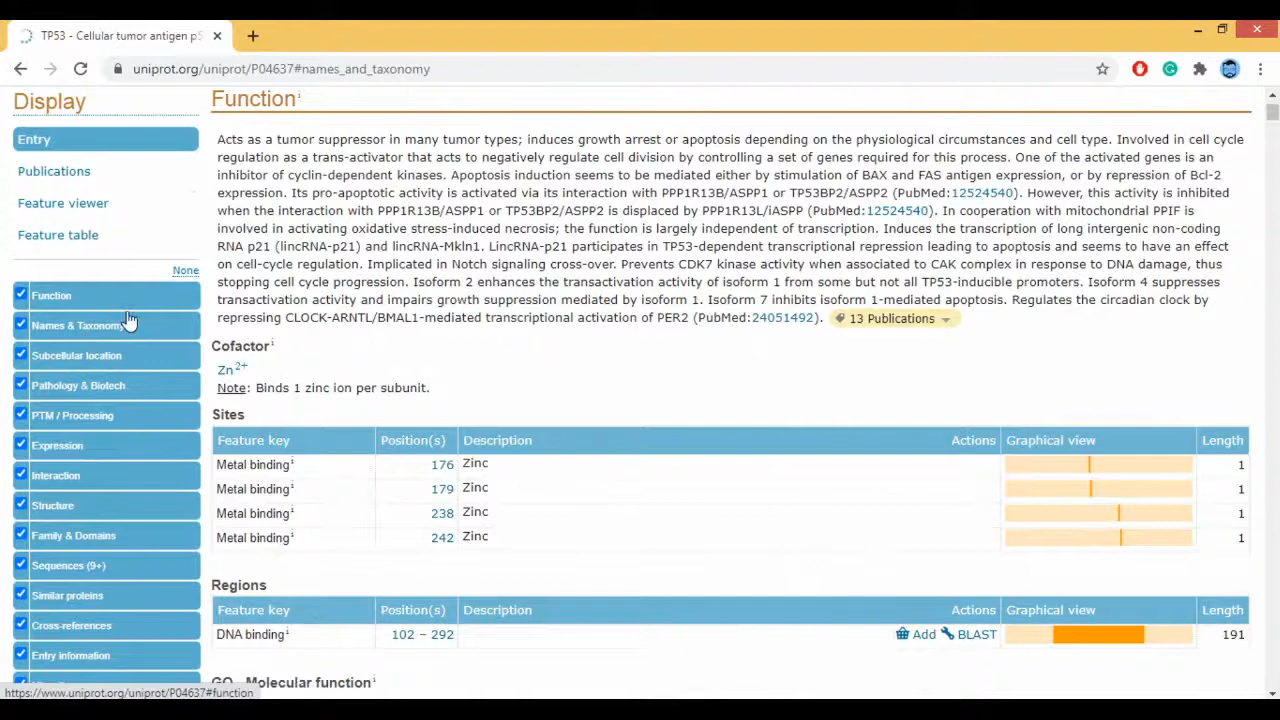 TP53 - Cellular tumor antigen p5
uniprot.org/uniprot/P04637#names_and_taxonomy
Display
Entry
Publications
Feature viewer
Feature table
None
Function
Names & Taxonomy
Subcellular location
Pathology & Biotech
PTM / Processing
Expression
Interaction
Structure
Family & Domains
Sequences (9+)
Similar proteins
Cross-references
Entry information
https://www.uniprot.org/uniprot/P04637#function
Function i
Acts as a tumor suppressor in many tumor types; induces growth arrest or apoptosis depending on the physiological circumstances and cell type. Involved in cell cycle
regulation as a trans-activator that acts to negatively regulate cell division by controlling a set of genes required for this process. One of the activated genes is an
inhibitor of cyclin-dependent kinases. Apoptosis induction seems to be mediated either by stimulation of BAX and FAS antigen expression, or by repression of Bcl-2
expression. Its pro-apoptotic activity is activated via its interaction with PPP1R13B/ASPP1 or TP53BP2/ASPP2 (PubMed:12524540). However, this activity is inhibited
when the interaction with PPP1R13B/ASPP1 or TP53BP2/ASPP2 is displaced by PPP1R13L/iASPP (PubMed:12524540). In cooperation with mitochondrial PPIF is
involved in activating oxidative stress-induced necrosis; the function is largely independent of transcription. Induces the transcription of long intergenic non-coding
RNA p21 (lincRNA-p21) and lincRNA-Mkln1. LincRNA-p21 participates in TP53-dependent transcriptional repression leading to apoptosis and seems to have an effect
on cell-cycle regulation. Implicated in Notch signaling cross-over. Prevents CDK7 kinase activity when associated to CAK complex in response to DNA damage, thus
stopping cell cycle progression. Isoform 2 enhances the transactivation activity of isoform 1 from some but not all TP53-inducible promoters. Isoform 4 suppresses
transactivation activity and impairs growth suppression mediated by isoform 1. Isoform 7 inhibits isoform 1-mediated apoptosis. Regulates the circadian clock by
repressing CLOCK-ARNTL/BMAL1-mediated transcriptional activation of PER2 (PubMed:24051492). 13 Publications
Cofactor i
Zn2+
Note: Binds 1 zinc ion per subunit.
Sites
Feature key Position(s) Description Actions Graphical view Length
Metal binding i 176 Zinc 1
Metal binding i 179 Zinc 1
Metal binding i 238 Zinc 1
Metal binding i 242 Zinc 1
Regions
Feature key Position(s) Description Actions Graphical view Length
DNA binding i 102 – 292 Add BLAST 191
GO - Molecular function i